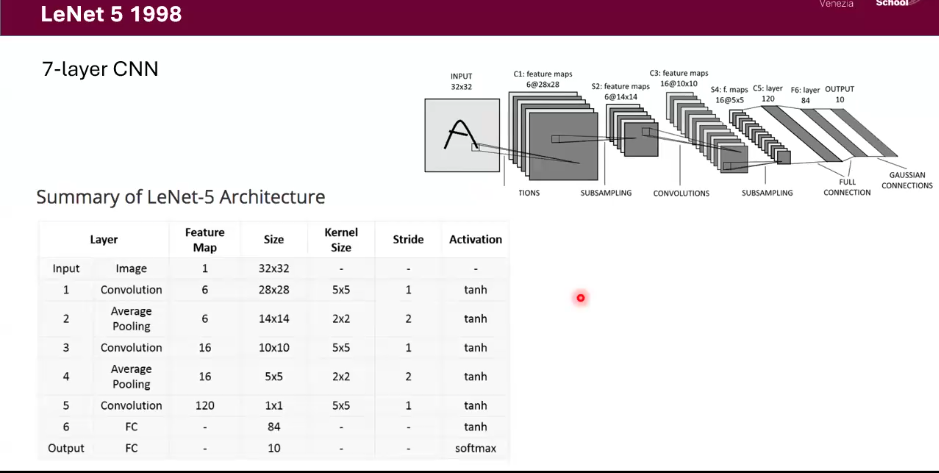 Venezia
School
LeNet 5 1998
7-layer CNN
INPUT
32x32
C1: feature maps
6@28x28
S2: feature maps
6@14x14
C3: feature maps
16@10x10
S4: f. maps
16@5x5
C5: layer
120
F6: layer
84
OUTPUT
10
TIONS
SUBSAMPLING
CONVOLUTIONS
SUBSAMPLING
FULL
CONNECTION
GAUSSIAN
CONNECTIONS
Summary of LeNet-5 Architecture
Layer Feature Map Size Kernel Size Stride Activation
Input Image 1 32x32 - - -
1 Convolution 6 28x28 5x5 1 tanh
2 Average Pooling 6 14x14 2x2 2 tanh
3 Convolution 16 10x10 5x5 1 tanh
4 Average Pooling 16 5x5 2x2 2 tanh
5 Convolution 120 1x1 5x5 1 tanh
6 FC - 84 - - tanh
Output FC - 10 - - softmax